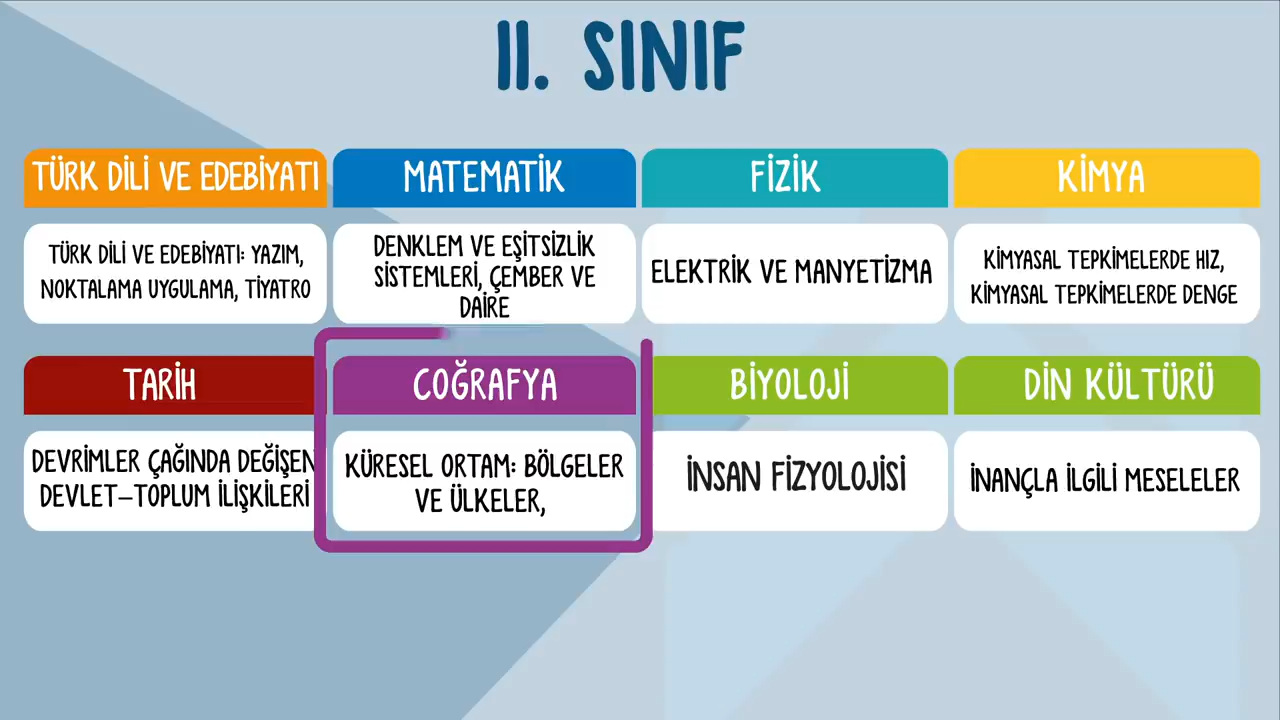 11. SINIF
TÜRK DİLİ VE EDEBİYATI
MATEMATİK
FİZİK
KİMYA
TÜRK DİLİ VE EDEBİYATI: YAZIM,
NOKTALAMA UYGULAMA, TİYATRO
DENKLEM VE EŞİTSİZLİK
SİSTEMLERİ, ÇEMBER VE
DAİRE
ELEKTRİK VE MANYETİZMA
KİMYASAL TEPKİMELERDE HIZ,
KİMYASAL TEPKİMELERDE DENGE
TARİH
COĞRAFYA
BİYOLOJİ
DİN KÜLTÜRÜ
DEVRİMLER ÇAĞINDA DEĞİŞEN
DEVLET-TOPLUM İLİŞKİLERİ
KÜRESEL ORTAM: BÖLGELER
VE ÜLKELER,
İNSAN FİZYOLOJİSİ
İNANÇLA İLGİLİ MESELELER